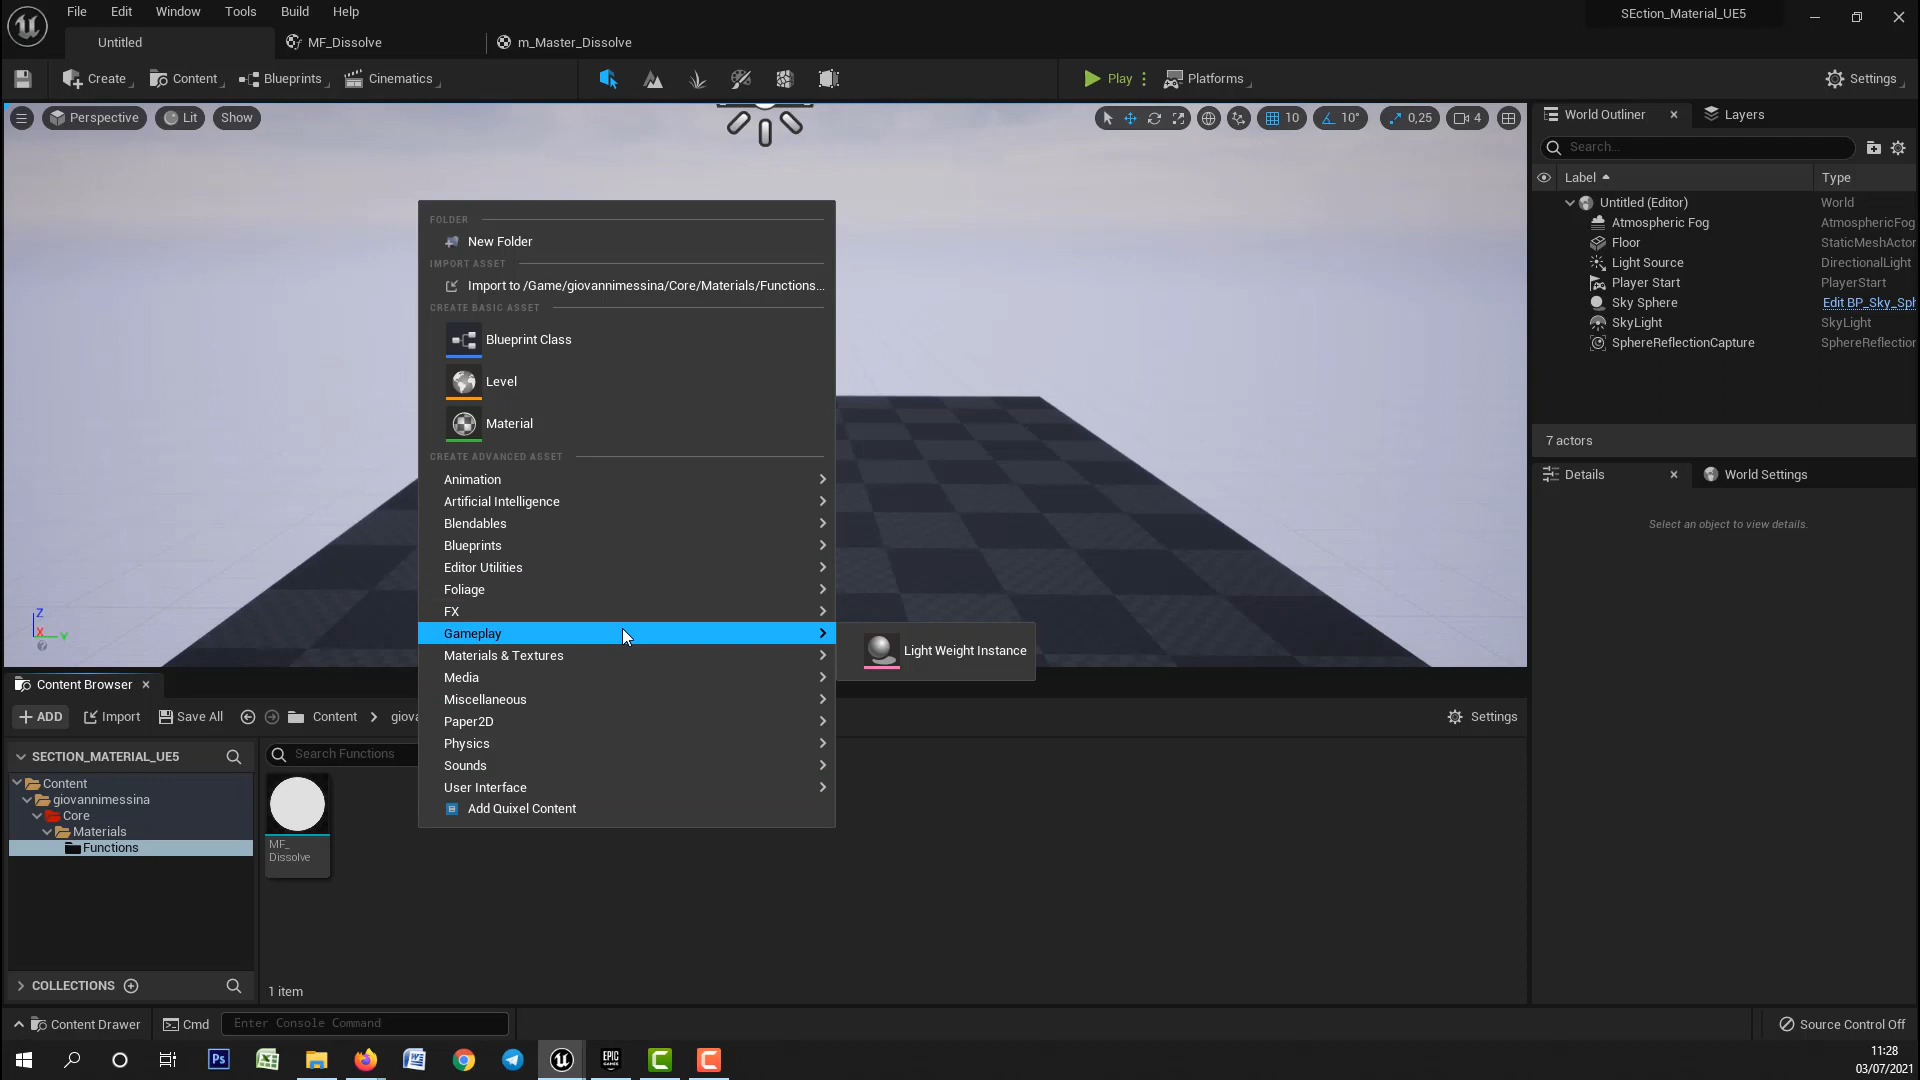 File Edit Window Tools Build Help
SEction_Material_UE5
Untitled MF_Dissolve m_Master_Dissolve
Create Content Blueprints Cinematics Play Platforms Settings
Perspective Lit Show 10 10° 0,25 4
World Outliner Layers
Search...
Label Type
Untitled (Editor) World
Atmospheric Fog AtmosphericFog
Floor StaticMeshActor
Light Source DirectionalLight
Player Start PlayerStart
Sky Sphere Edit BP_Sky_Sph
SkyLight SkyLight
SphereReflectionCapture SphereReflection
7 actors
Details World Settings
Select an object to view details.
FOLDER
New Folder
IMPORT ASSET
Import to /Game/giovannimessina/Core/Materials/Functions...
CREATE BASIC ASSET
Blueprint Class
Level
Material
CREATE ADVANCED ASSET
Animation
Artificial Intelligence
Blendables
Blueprints
Editor Utilities
Foliage
FX
Gameplay
Light Weight Instance
Materials & Textures
Media
Miscellaneous
Paper2D
Physics
Sounds
User Interface
Add Quixel Content
Z
X Y
Content Browser
ADD Import Save All Content giova Settings
SECTION_MATERIAL_UE5
Search Functions
Content
giovannimessina
Core
Materials
Functions
MF_
Dissolve
COLLECTIONS
1 item
Content Drawer Cmd Enter Console Command Source Control Off
Ps
EPIC
GAMES
11:28
03/07/2021